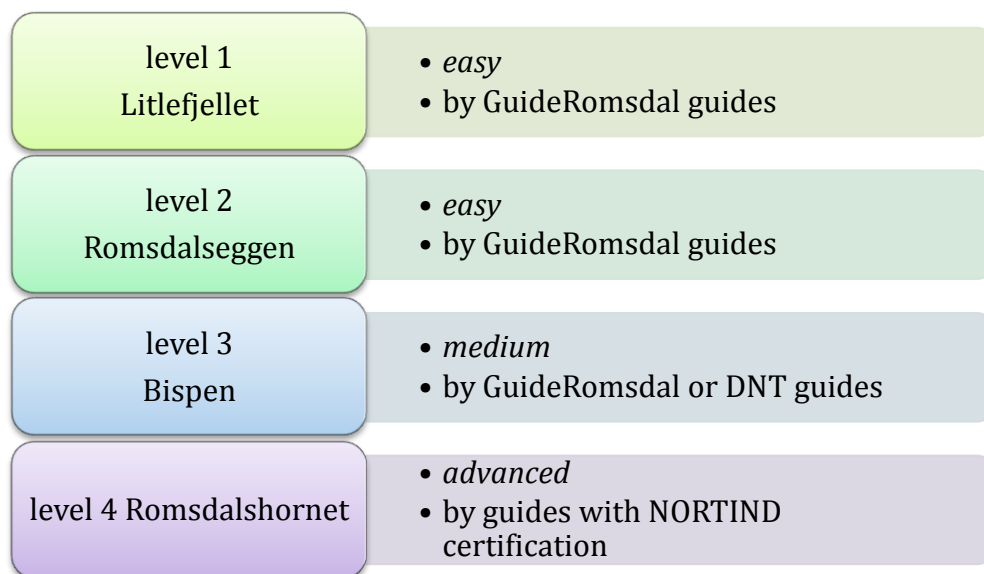 level 1
Litlefjellet
• easy
• by GuideRomsdal guides
level 2
Romsdalseggen
• easy
• by GuideRomsdal guides
level 3
Bispen
• medium
• by GuideRomsdal or DNT guides
level 4 Romsdalshornet
• advanced
• by guides with NORTIND
certification